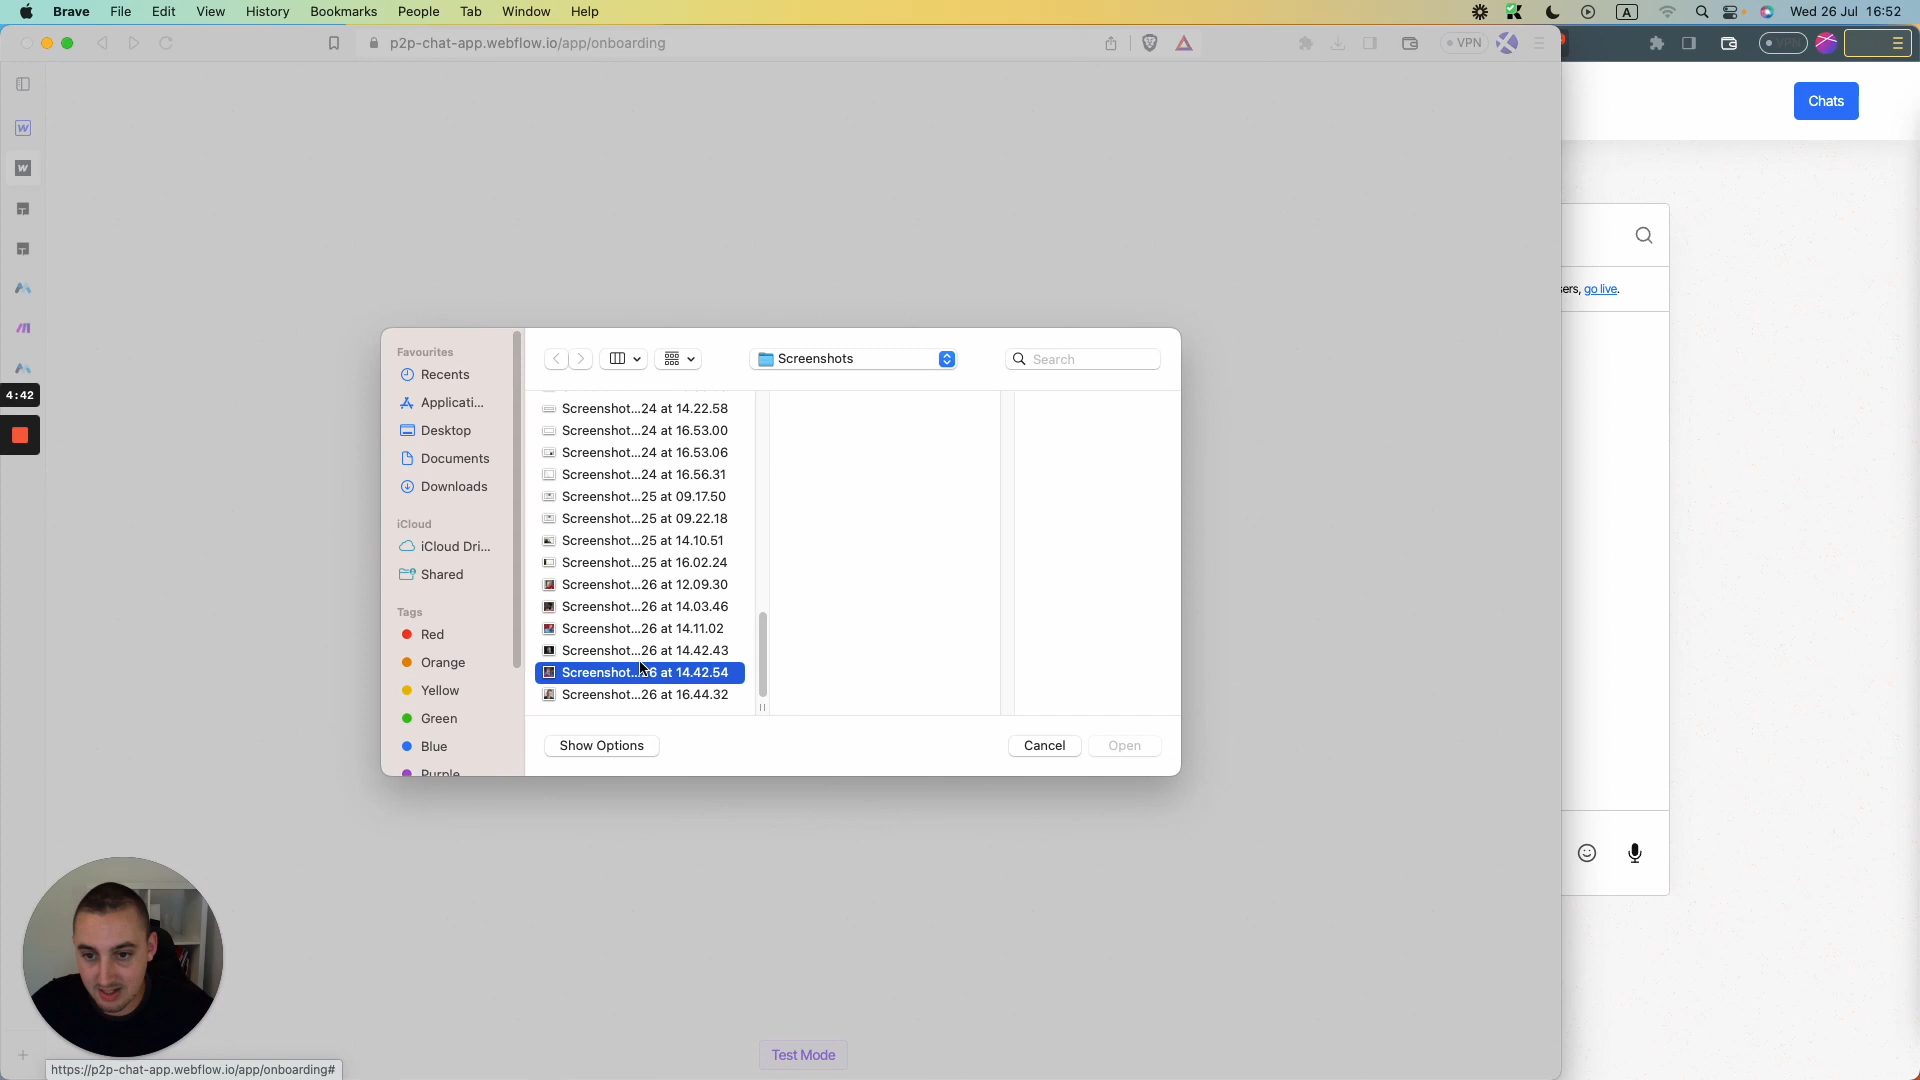 Brave File Edit View History Bookmarks People Tab Window Help
A
Wed 26 Jul 16:52
p2p-chat-app.webflow.io/app/onboarding
VPN
VPN
Chats
sers, go live.
4:42
Favourites
Recents
Applicati...
Desktop
Documents
Downloads
iCloud
iCloud Dri...
Shared
Tags
Red
Orange
Yellow
Green
Blue
Purple
Screenshots
Search
Screenshot...24 at 14.22.58
Screenshot...24 at 16.53.00
Screenshot...24 at 16.53.06
Screenshot...24 at 16.56.31
Screenshot...25 at 09.17.50
Screenshot...25 at 09.22.18
Screenshot...25 at 14.10.51
Screenshot...25 at 16.02.24
Screenshot...26 at 12.09.30
Screenshot...26 at 14.03.46
Screenshot...26 at 14.11.02
Screenshot...26 at 14.42.43
Screenshot...26 at 14.42.54
Screenshot...26 at 16.44.32
Show Options
Cancel
Open
Test Mode
https://p2p-chat-app.webflow.io/app/onboarding#